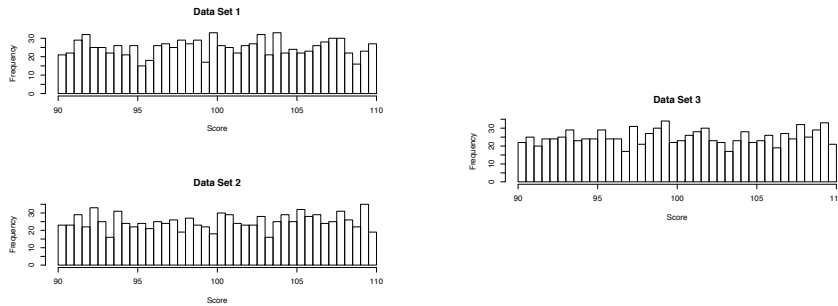 Data Set 1
Frequency
0 10 20 30
90 95 100 105 110
Score
Data Set 2
Frequency
0 10 20 30
90 95 100 105 110
Score
Data Set 3
Frequency
0 10 20 30
90 95 100 105 110
Score